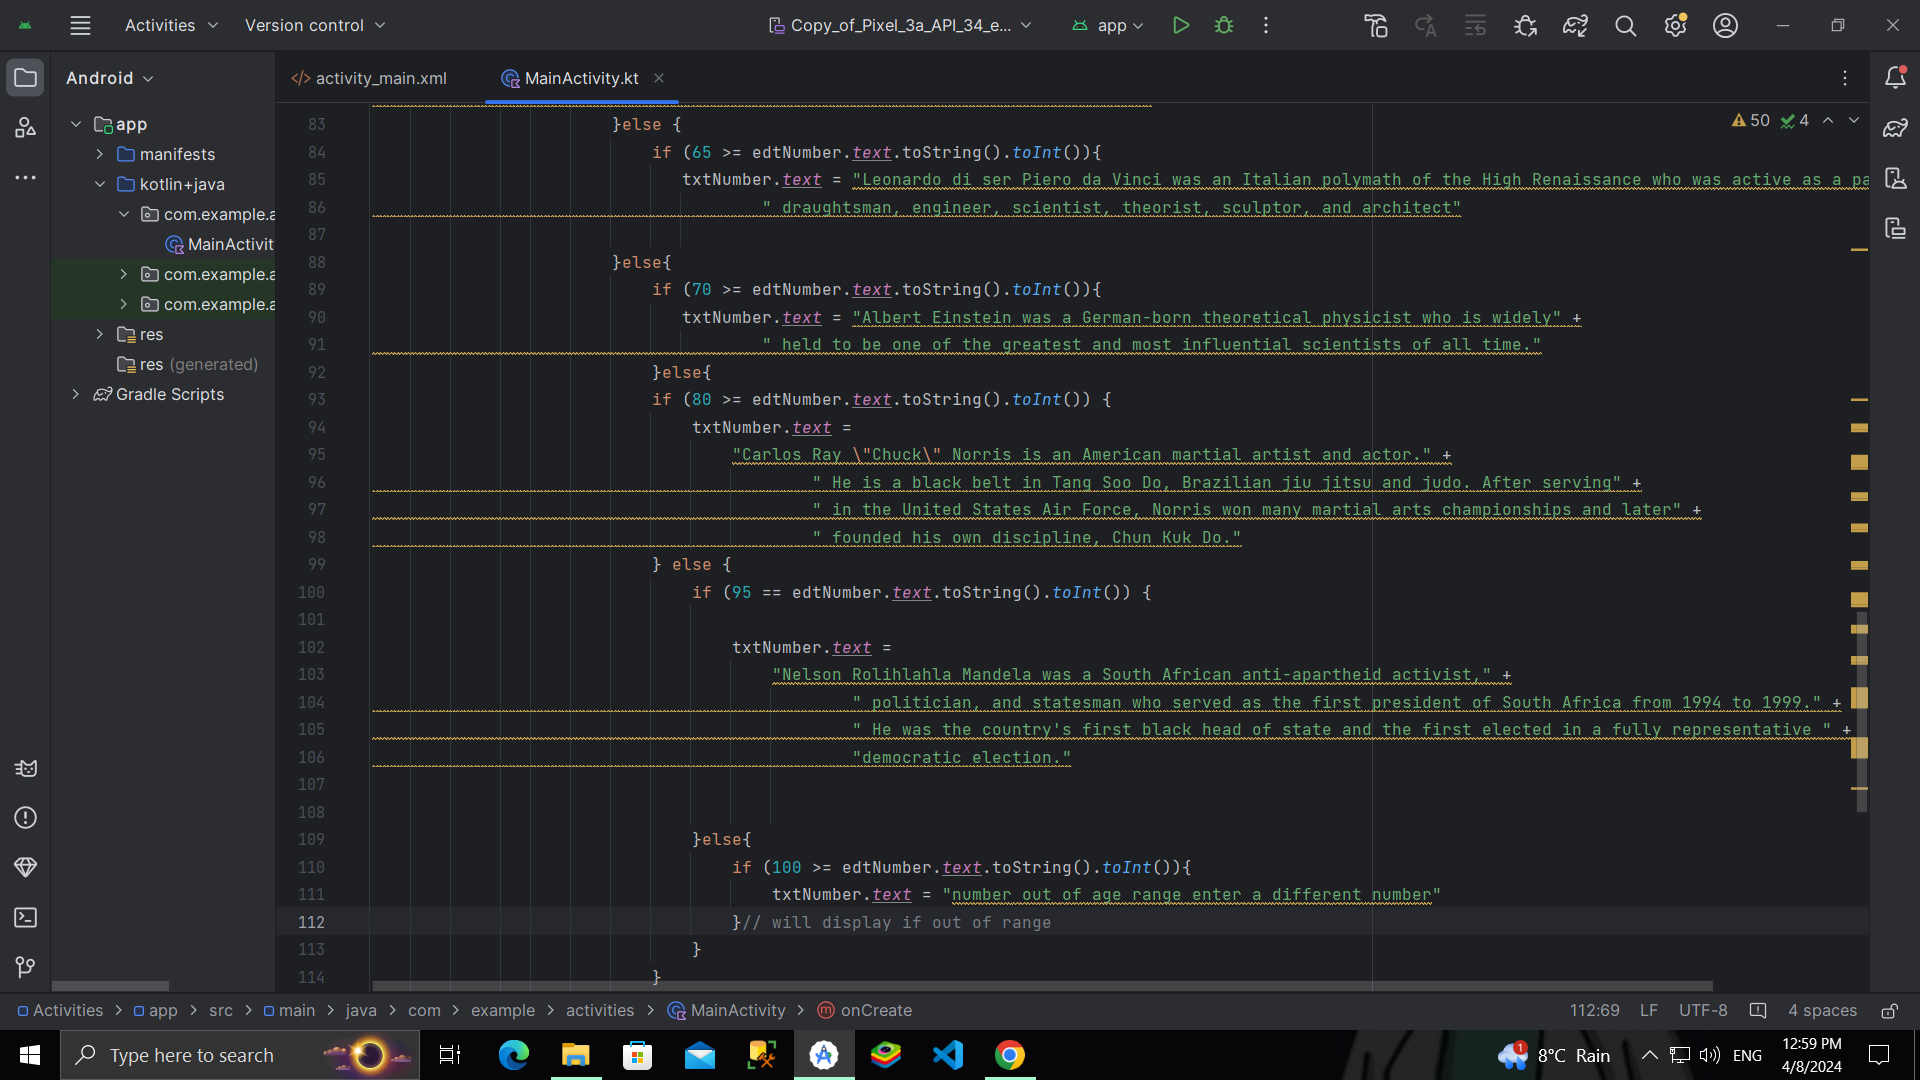 Activities
Version control
Copy_of_Pixel_3a_API_34_e...
app
Android
activity_main.xml
MainActivity.kt
app
manifests
kotlin+java
com.example.a
MainActivit
com.example.a
com.example.a
res
res (generated)
Gradle Scripts
50 4
83 }else {
84 if (65 >= edtNumber.text.toString().toInt()){
85 txtNumber.text = "Leonardo di ser Piero da Vinci was an Italian polymath of the High Renaissance who was active as a pa
86 " draughtsman, engineer, scientist, theorist, sculptor, and architect"
87
88 }else{
89 if (70 >= edtNumber.text.toString().toInt()){
90 txtNumber.text = "Albert Einstein was a German-born theoretical physicist who is widely" +
91 " held to be one of the greatest and most influential scientists of all time."
92 }else{
93 if (80 >= edtNumber.text.toString().toInt()) {
94 txtNumber.text =
95 "Carlos Ray \"Chuck\" Norris is an American martial artist and actor." +
96 " He is a black belt in Tang Soo Do, Brazilian jiu jitsu and judo. After serving" +
97 " in the United States Air Force, Norris won many martial arts championships and later" +
98 " founded his own discipline, Chun Kuk Do."
99 } else {
100 if (95 == edtNumber.text.toString().toInt()) {
101
102 txtNumber.text =
103 "Nelson Rolihlahla Mandela was a South African anti-apartheid activist," +
104 " politician, and statesman who served as the first president of South Africa from 1994 to 1999." +
105 " He was the country's first black head of state and the first elected in a fully representative " +
106 "democratic election."
107
108
109 }else{
110 if (100 >= edtNumber.text.toString().toInt()){
111 txtNumber.text = "number out of age range enter a different number"
112 }// will display if out of range
113 }
114 }
Activities > app > src > main > java > com > example > activities > MainActivity > onCreate
112:69 LF UTF-8 4 spaces
Type here to search
1 8°C Rain
ENG
12:59 PM
4/8/2024